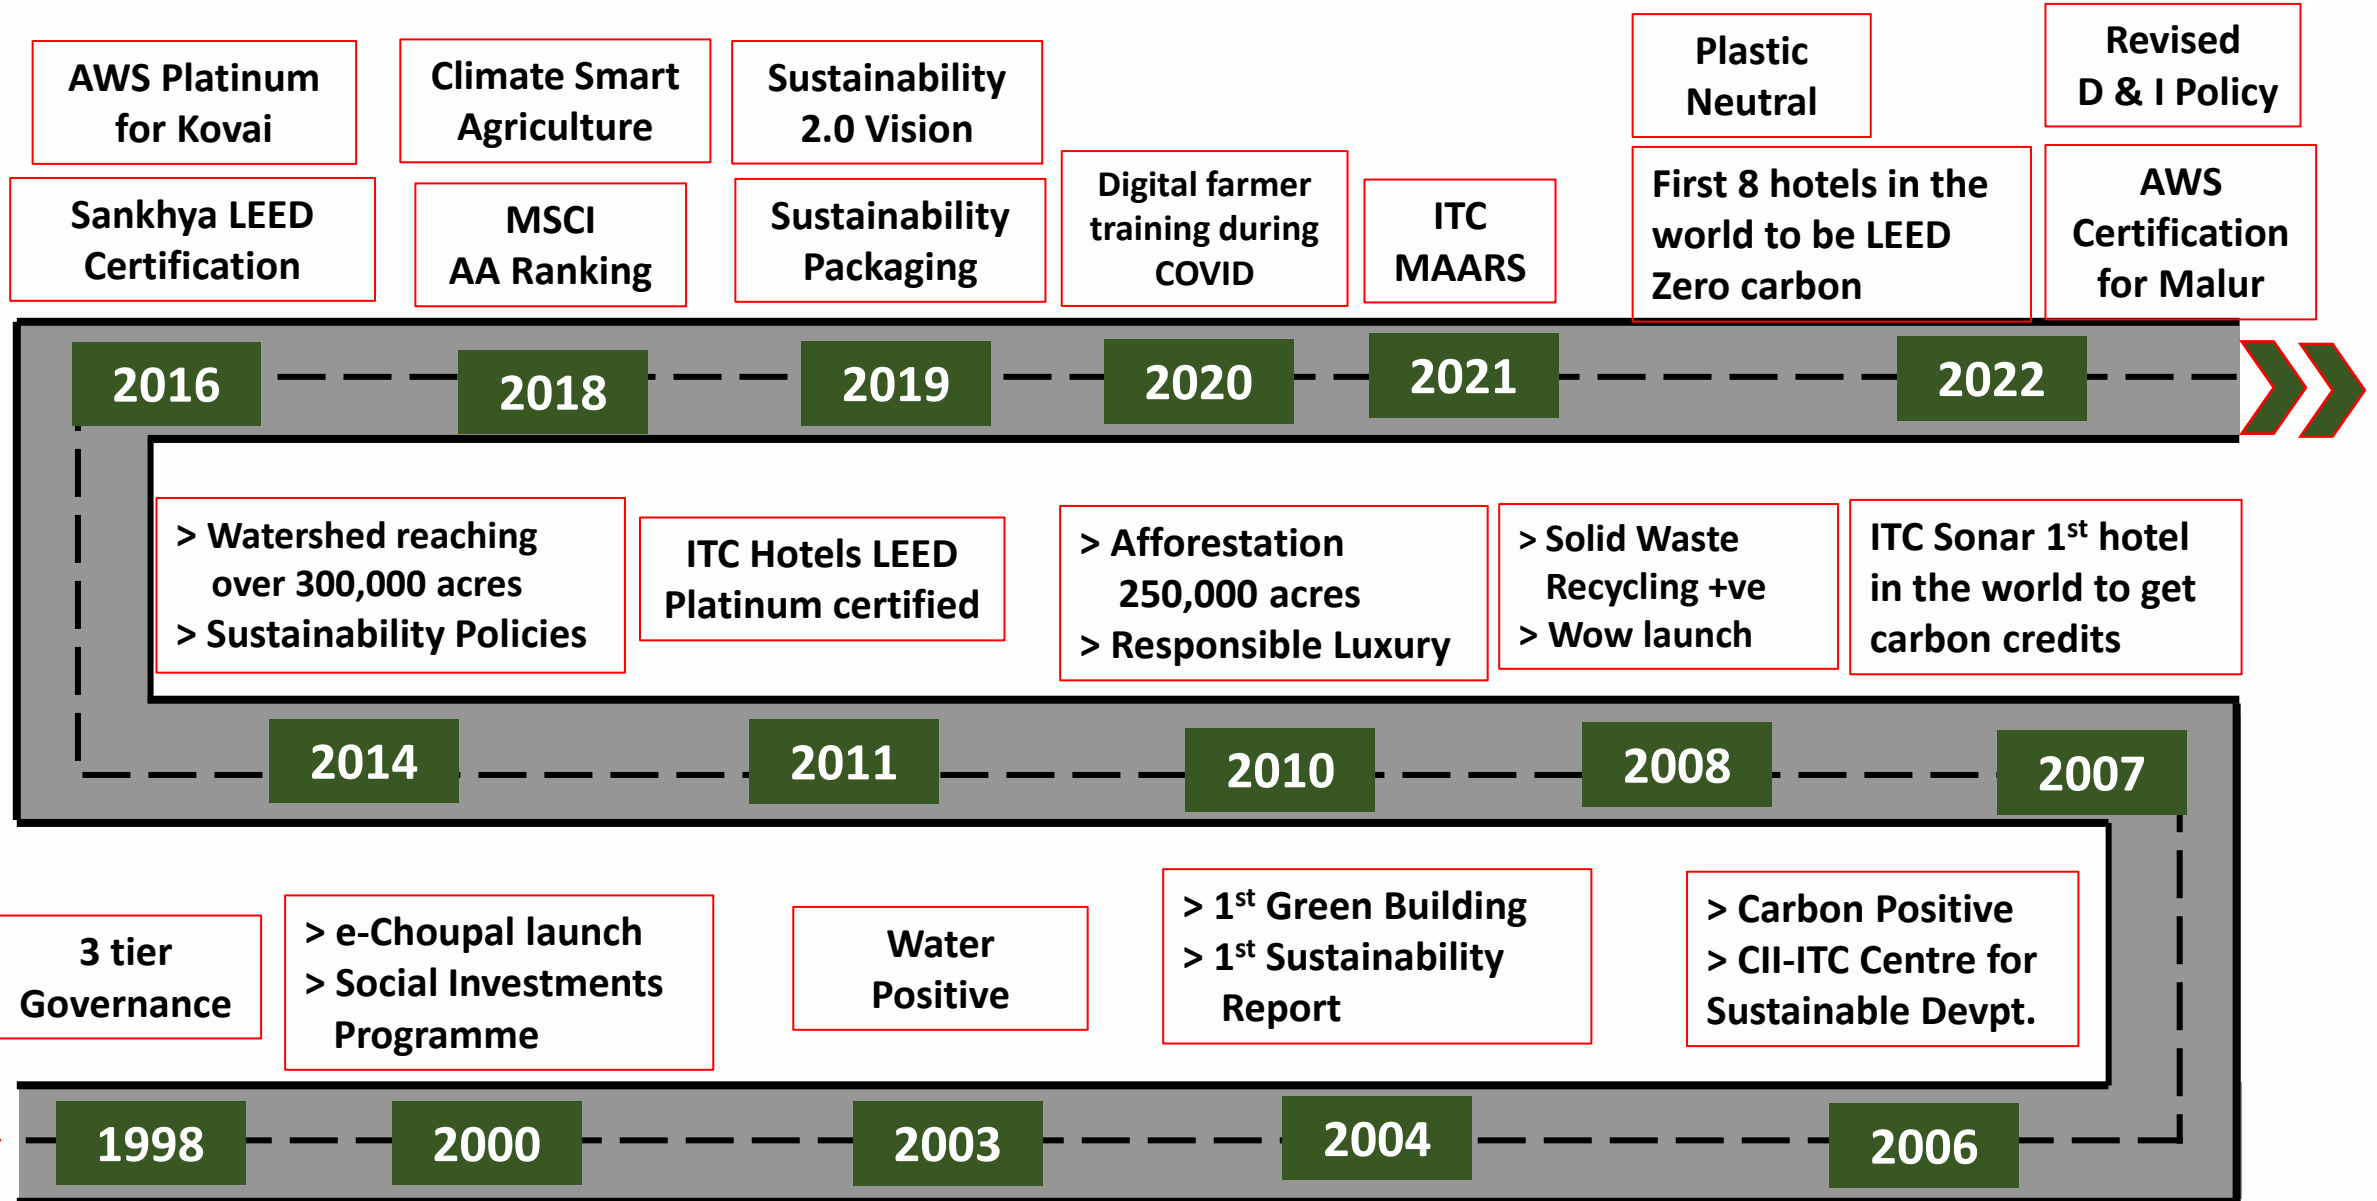 AWS Platinum
for Kovai
Sankhya LEED
Certification
Climate Smart
Agriculture
MSCI
AA Ranking
Sustainability
2.0 Vision
Sustainability
Packaging
Digital farmer
training during
COVID
ITC
MAARS
Plastic
Neutral
First 8 hotels in the
world to be LEED
Zero carbon
Revised
D & I Policy
AWS
Certification
for Malur
2016
2018
2019
2020
2021
2022
> Watershed reaching
over 300,000 acres
> Sustainability Policies
ITC Hotels LEED
Platinum certified
> Afforestation
250,000 acres
> Responsible Luxury
> Solid Waste
Recycling +ve
> Wow launch
ITC Sonar 1st hotel
in the world to get
carbon credits
2014
2011
2010
2008
2007
3 tier
Governance
> e-Choupal launch
> Social Investments
Programme
Water
Positive
> 1st Green Building
> 1st Sustainability
Report
> Carbon Positive
> CII-ITC Centre for
Sustainable Devpt.
1998
2000
2003
2004
2006